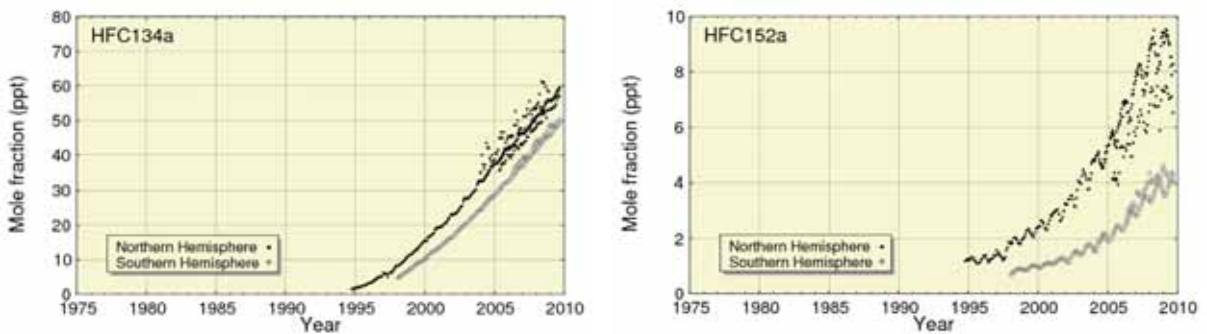 HFC134a
Mole fraction (ppt)
80
70
60
50
40
30
20
10
0
Northern Hemisphere
Southern Hemisphere
1975 1980 1985 1990 1995 2000 2005 2010
Year
HFC152a
Mole fraction (ppt)
10
8
6
4
2
0
Northern Hemisphere
Southern Hemisphere
1975 1980 1985 1990 1995 2000 2005 2010
Year